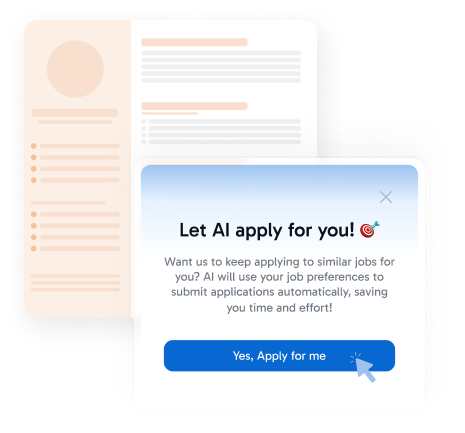 Let AI apply for you! 🎯
Want us to keep applying to similar jobs for
you? AI will use your job preferences to
submit applications automatically, saving
you time and effort!
Yes, Apply for me